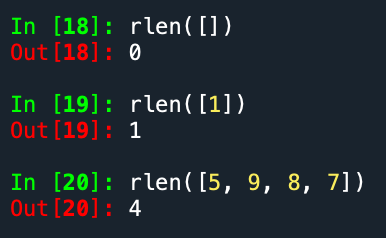 In [18]: rlen([])
Out[18]: 0
In [19]: rlen([1])
Out[19]: 1
In [20]: rlen([5, 9, 8, 7])
Out[20]: 4